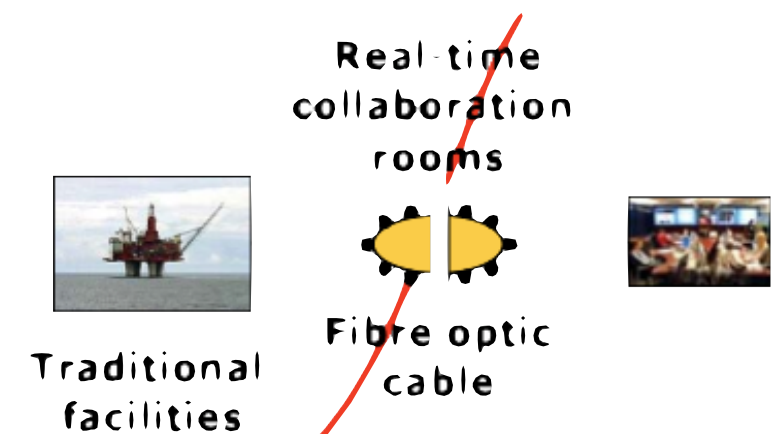 Real-time
collaboration
rooms
Fibre optic
cable
Traditional
facilities